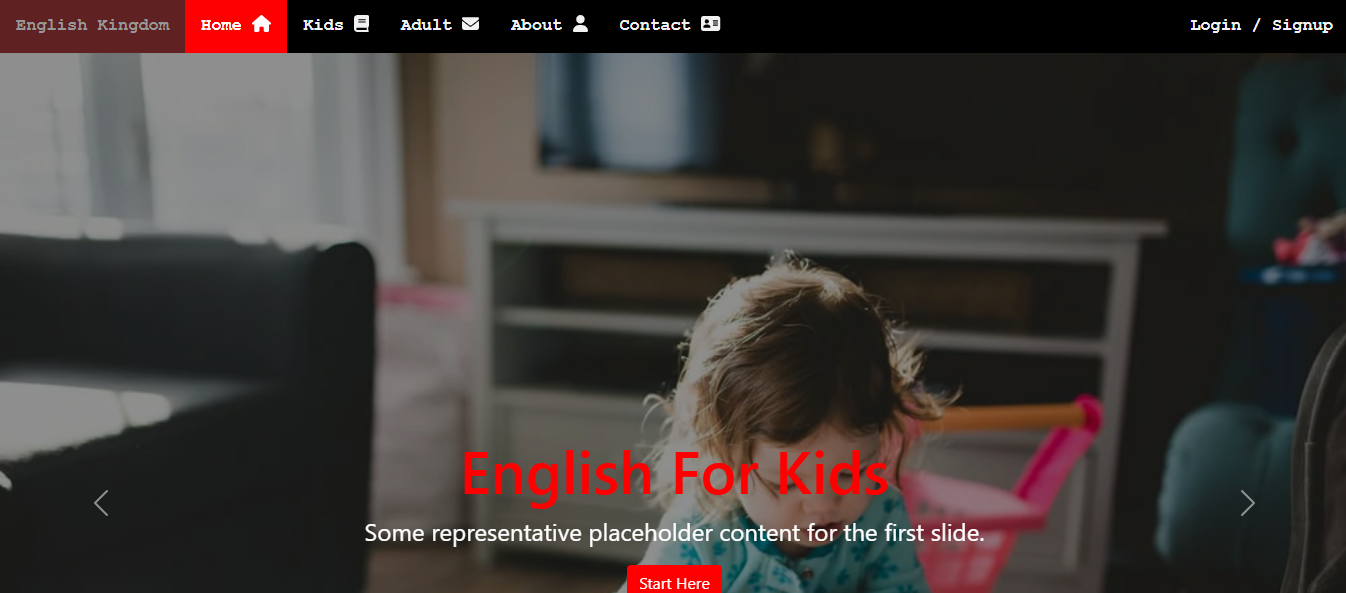 English Kingdom Home Kids Adult About Contact Login / Signup
English For Kids
Some representative placeholder content for the first slide.
Start Here